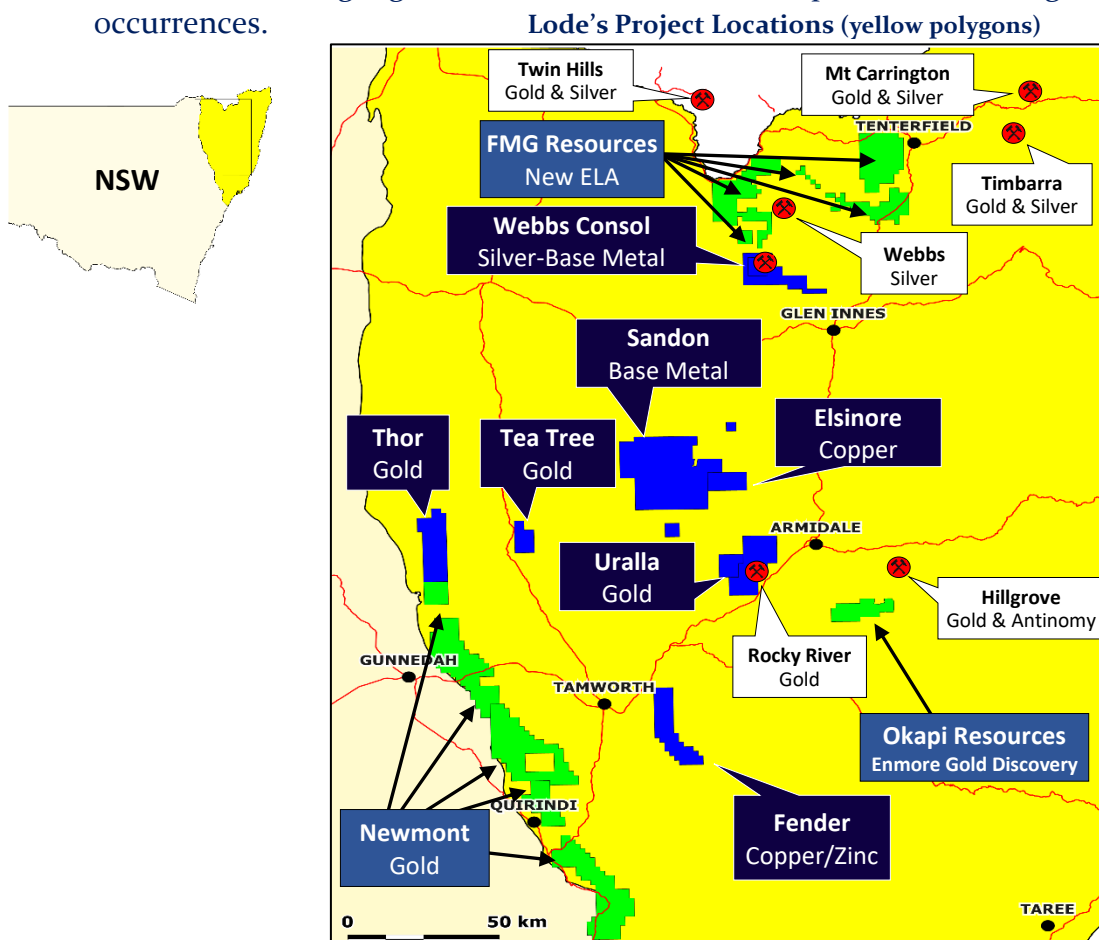 occurrences.
Lode's Project Locations (yellow polygons)
NSW
Twin Hills
Gold & Silver
Mt Carrington
Gold & Silver
TENTERFIELD
FMG Resources
New ELA
Timbarra
Gold & Silver
Webbs Consol
Silver-Base Metal
Webbs
Silver
GLEN INNES
Sandon
Base Metal
Elsinore
Copper
Thor
Gold
Tea Tree
Gold
ARMIDALE
Uralla
Gold
Hillgrove
Gold & Antinomy
Rocky River
Gold
GUNNEDAH
TAMWORTH
Okapi Resources
Enmore Gold Discovery
QUIRINDI
Newmont
Gold
Fender
Copper/Zinc
0 50 km
TAREE